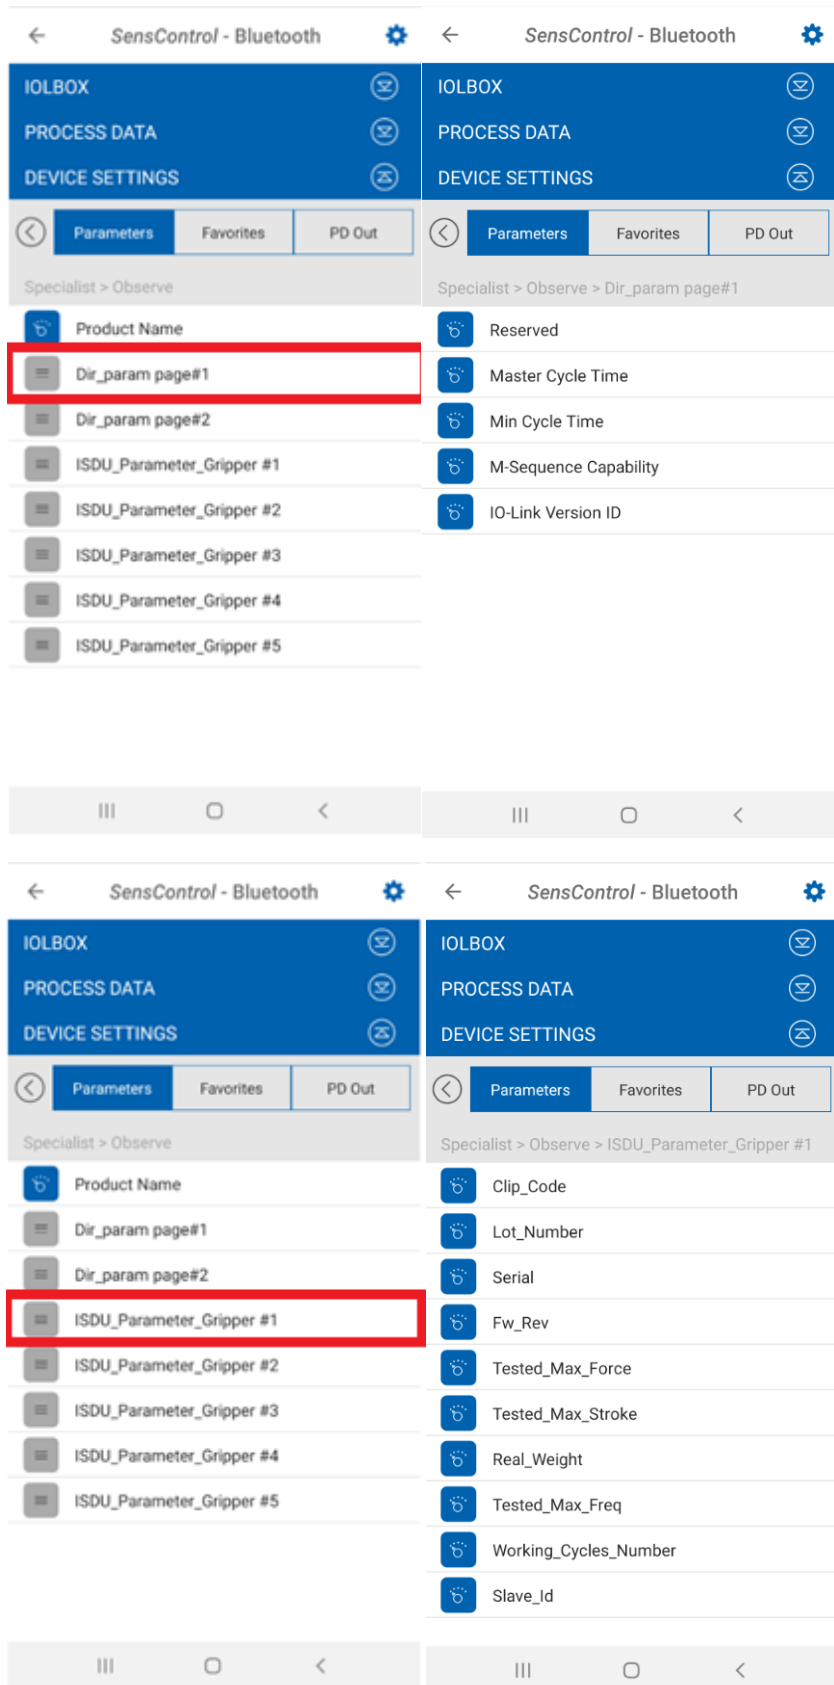 SensControl - Bluetooth
IOLBOX
PROCESS DATA
DEVICE SETTINGS
Parameters Favorites PD Out
Specialist > Observe
Product Name
Dir_param page#1
Dir_param page#2
ISDU_Parameter_Gripper #1
ISDU_Parameter_Gripper #2
ISDU_Parameter_Gripper #3
ISDU_Parameter_Gripper #4
ISDU_Parameter_Gripper #5
SensControl - Bluetooth
IOLBOX
PROCESS DATA
DEVICE SETTINGS
Parameters Favorites PD Out
Specialist > Observe > Dir_param page#1
Reserved
Master Cycle Time
Min Cycle Time
M-Sequence Capability
IO-Link Version ID
SensControl - Bluetooth
IOLBOX
PROCESS DATA
DEVICE SETTINGS
Parameters Favorites PD Out
Specialist > Observe
Product Name
Dir_param page#1
Dir_param page#2
ISDU_Parameter_Gripper #1
ISDU_Parameter_Gripper #2
ISDU_Parameter_Gripper #3
ISDU_Parameter_Gripper #4
ISDU_Parameter_Gripper #5
SensControl - Bluetooth
IOLBOX
PROCESS DATA
DEVICE SETTINGS
Parameters Favorites PD Out
Specialist > Observe > ISDU_Parameter_Gripper #1
Clip_Code
Lot_Number
Serial
Fw_Rev
Tested_Max_Force
Tested_Max_Stroke
Real_Weight
Tested_Max_Freq
Working_Cycles_Number
Slave_Id